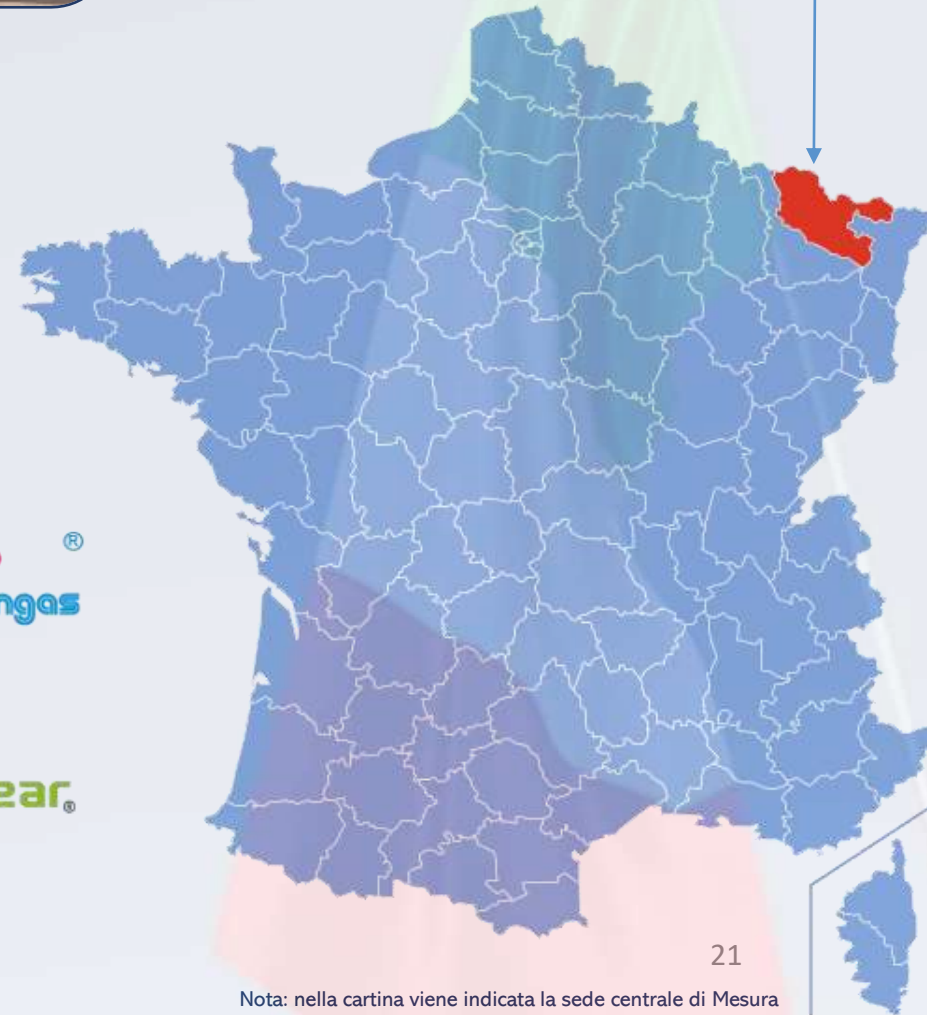 ®
ngas
ear®
21
Nota: nella cartina viene indicata la sede centrale di Mesura